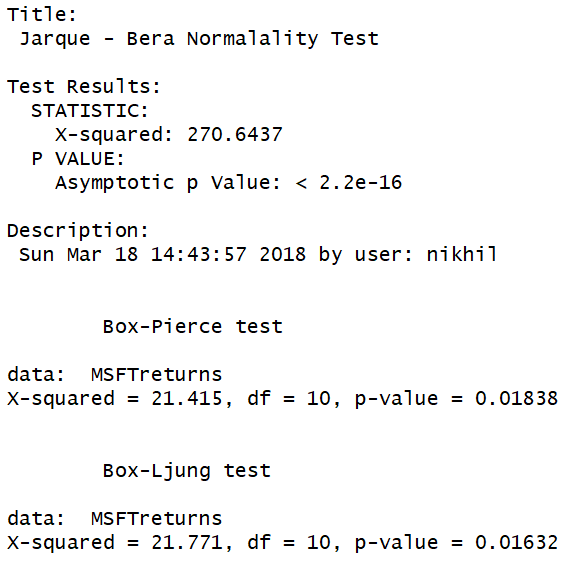 Title:
 Jarque - Bera Normalality Test

Test Results:
  STATISTIC:
    X-squared: 270.6437
  P VALUE:
    Asymptotic p Value: < 2.2e-16

Description:
 Sun Mar 18 14:43:57 2018 by user: nikhil

        Box-Pierce test

data:  MSFTreturns
X-squared = 21.415, df = 10, p-value = 0.01838

        Box-Ljung test

data:  MSFTreturns
X-squared = 21.771, df = 10, p-value = 0.01632